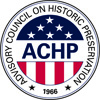 ADVISORY COUNCIL ON HISTORIC PRESERVATION
ACHP
1966